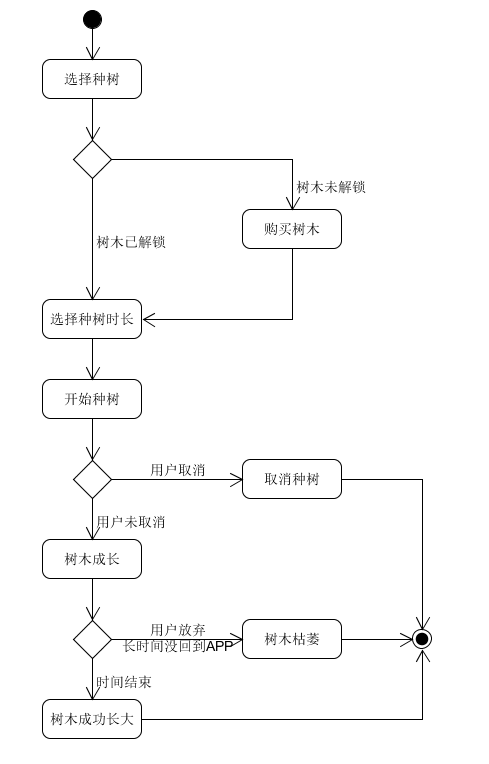 选择种树
树木未解锁
购买树木
树木已解锁
选择种树时长
开始种树
用户取消
取消种树
用户未取消
树木成长
用户放弃
长时间没回到APP
树木枯萎
时间结束
树木成功长大